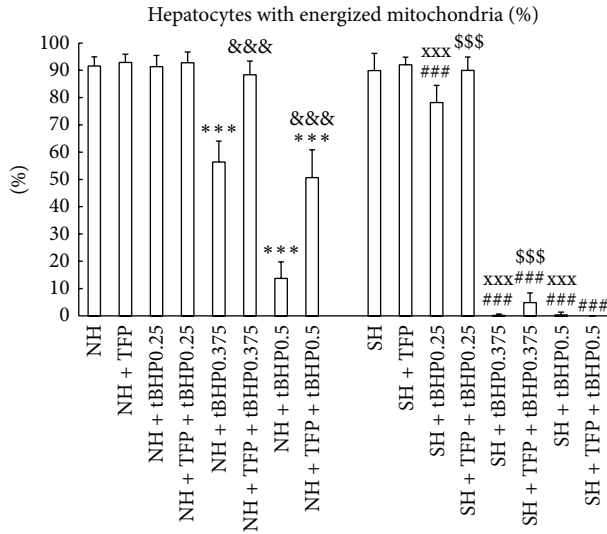 Hepatocytes with energized mitochondria (%)
(%)
100
90
80
70
60
50
40
30
20
10
0
&&&
***
&&&
***
***
xxx
###
$$$
xxx
###
$$$
###
xxx
###
###
NH
NH + TFP
NH + tBHP0.25
NH + TFP + tBHP0.25
NH + tBHP0.375
NH + TFP + tBHP0.375
NH + tBHP0.5
NH + TFP + tBHP0.5
SH
SH + TFP
SH + tBHP0.25
SH + TFP + tBHP0.25
SH + tBHP0.375
SH + TFP + tBHP0.375
SH + tBHP0.5
SH + TFP + tBHP0.5